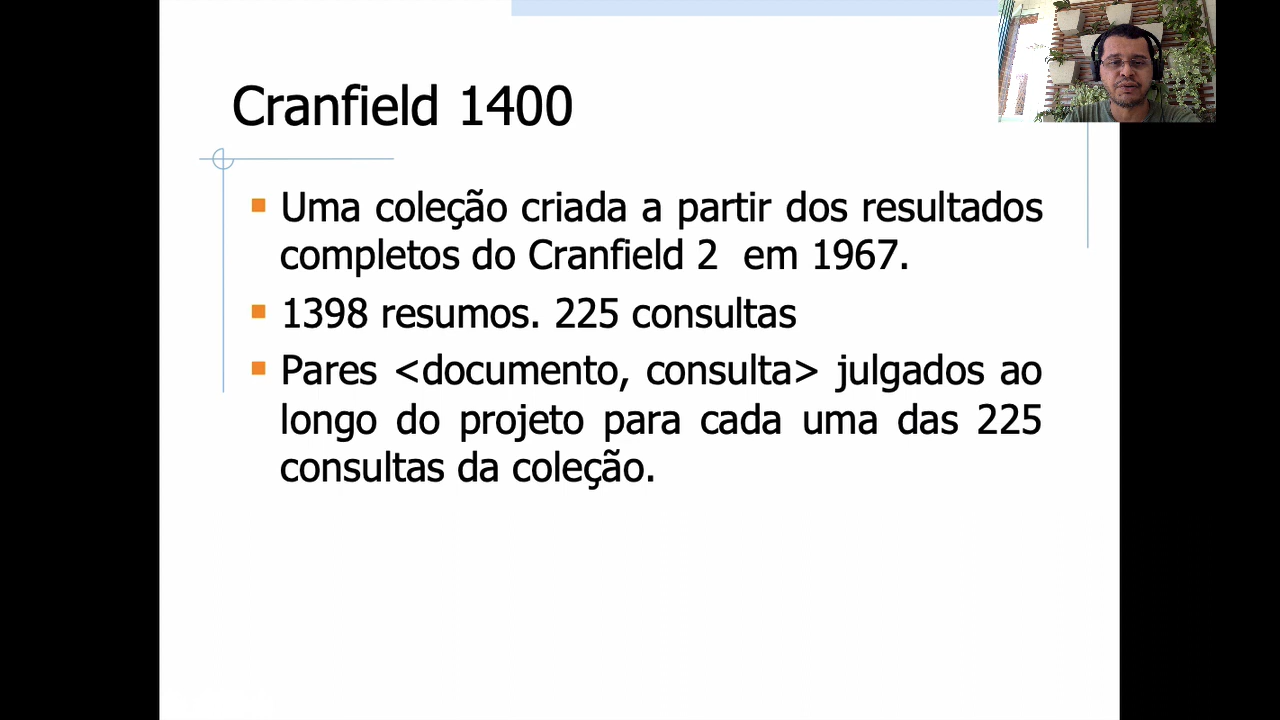 Cranfield 1400
Uma coleção criada a partir dos resultados
completos do Cranfield 2 em 1967.
1398 resumos. 225 consultas
Pares <documento, consulta> julgados ao
longo do projeto para cada uma das 225
consultas da coleção.